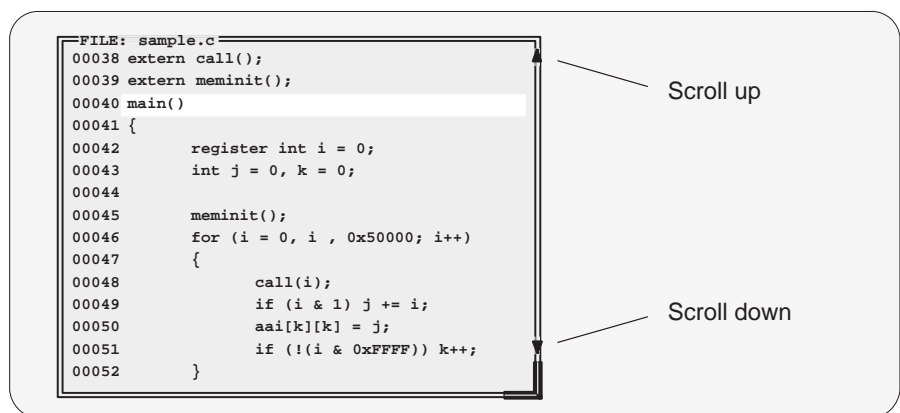 FILE: sample.c
00038 extern call();
00039 extern meminit();
00040 main()
00041 {
00042 register int i = 0;
00043 int j = 0, k = 0;
00044
00045 meminit();
00046 for (i = 0, i , 0x50000; i++)
00047 {
00048 call(i);
00049 if (i & 1) j += i;
00050 aai[k][k] = j;
00051 if (!(i & 0xFFFF)) k++;
00052 }
Scroll up
Scroll down